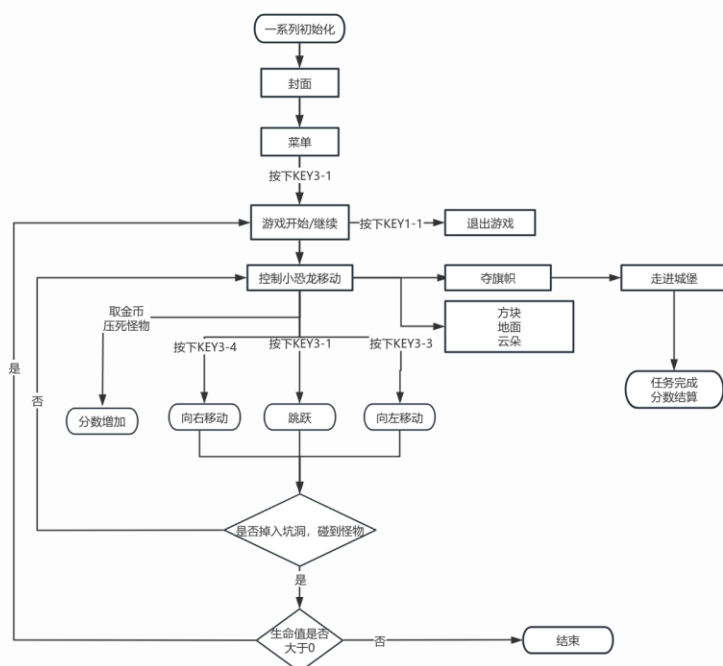 一系列初始化
封面
菜单
按下KEY3-1
游戏开始/继续
按下KEY1-1
退出游戏
控制小恐龙移动
夺旗帜
走进城堡
取金币
压死怪物
方块
地面
云朵
按下KEY3-4
按下KEY3-1
按下KEY3-3
是
否
任务完成
分数结算
分数增加
向右移动
跳跃
向左移动
是否掉入坑洞，碰到怪物
是
生命值是否
大于0
否
结束